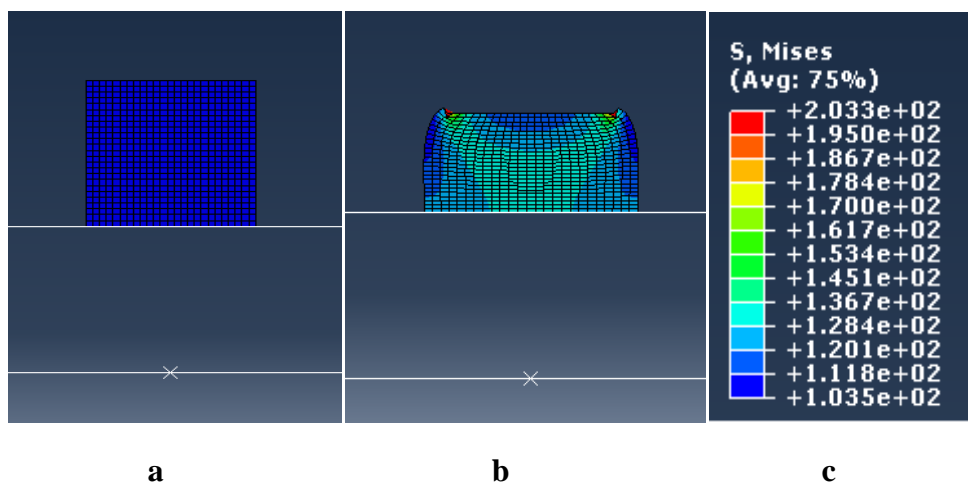 S, Mises
(Avg: 75%)
+2.033e+02
+1.950e+02
+1.867e+02
+1.784e+02
+1.700e+02
+1.617e+02
+1.534e+02
+1.451e+02
+1.367e+02
+1.284e+02
+1.201e+02
+1.118e+02
+1.035e+02
a b c